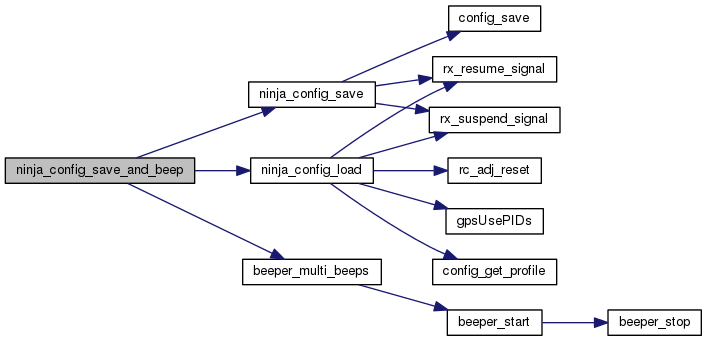 config_save
rx_resume_signal
ninja_config_save
rx_suspend_signal
ninja_config_save_and_beep
ninja_config_load
rc_adj_reset
gpsUsePIDs
beeper_multi_beeps
config_get_profile
beeper_start
beeper_stop